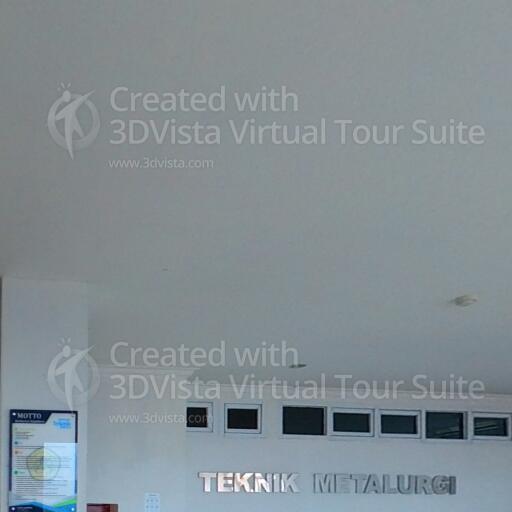 Created with
3DVista Virtual Tour Suite
www.3dvista.com
Created with
3DVista Virtual Tour Suite
www.3dvista.com
MOTTO
TEKNIK METALURGI